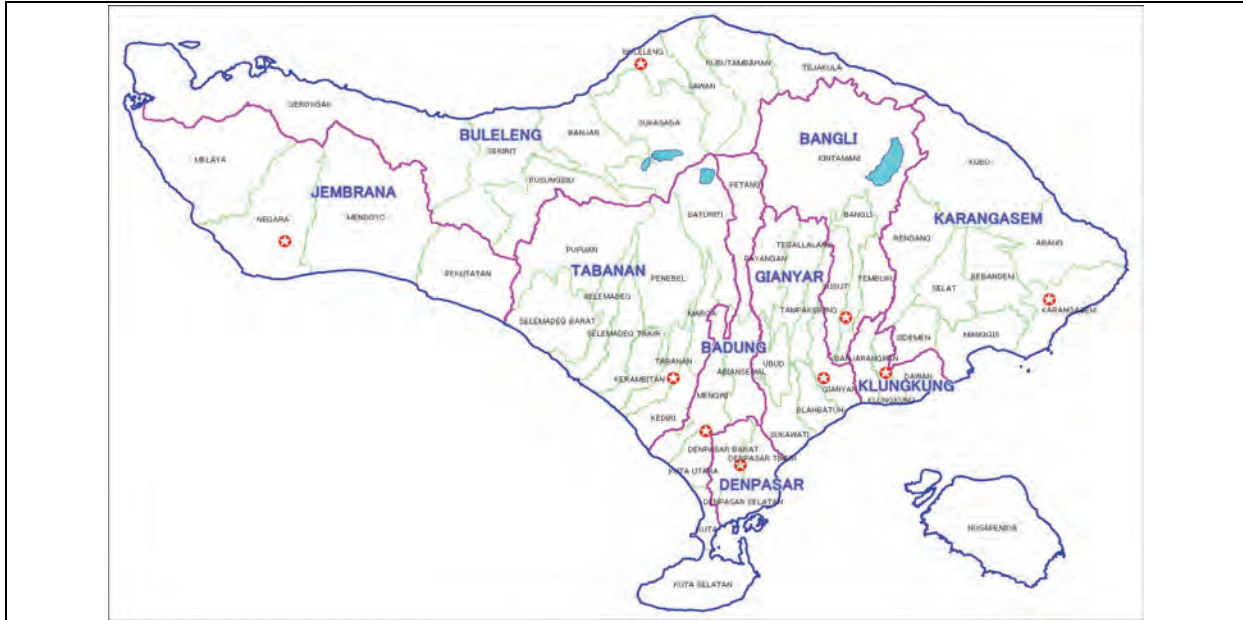 BULELENG
KUBUTAMBAHAN
TEJAKULA
SAWAN
GEROKGAK
SUKASADA
BANJAR
BULELENG
SERIRIT
BANGLI
KINTAMANI
MELAYA
KUBU
BUSUNGBIU
PETANG
JEMBRANA
NEGARA
MENDOYO
BATURITI
BANGLI
KARANGASEM
RENDANG
ABANG
PUPUAN
TEGALLALANG
PAYANGAN
PEKUTATAN
TABANAN
PENEBEL
GIANYAR
BEBANDEM
SUSUT
TEMBUKU
SELAT
SELEMADEG
TAMPAKSIRING
KARANGASEM
MARGA
SELEMADEG BARAT
SELEMADEG TIMUR
SIDEMEN
MANGGIS
BADUNG
TABANAN
UBUD
BANJARANGKAN
ABIANSEMAL
KERAMBITAN
DAWAN
GIANYAR
KLUNGKUNG
MENGWI
KLUNGKUNG
BLAHBATUH
KEDIRI
SUKAWATI
DENPASAR BARAT
DENPASAR TIMUR
KUTA UTARA
DENPASAR
DENPASAR SELATAN
KUTA
NUSAPENIDA
KUTA SELATAN